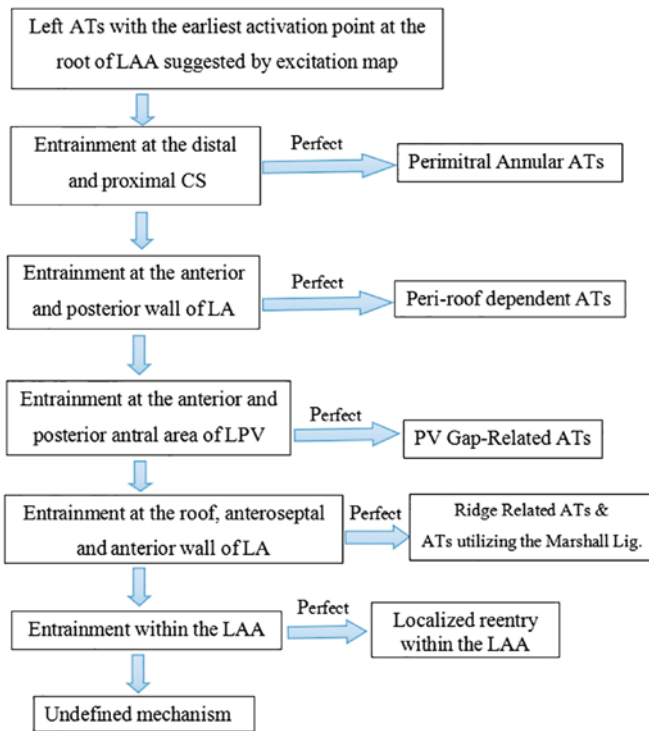 Left ATs with the earliest activation point at the
root of LAA suggested by excitation map
Entrainment at the distal
and proximal CS
Perfect
Perimitral Annular ATs
Entrainment at the anterior
and posterior wall of LA
Perfect
Peri-roof dependent ATs
Entrainment at the anterior and
posterior antral area of LPV
Perfect
PV Gap-Related ATs
Entrainment at the roof, anteroseptal
and anterior wall of LA
Perfect
Ridge Related ATs &
ATs utilizing the Marshall Lig.
Entrainment within the LAA
Perfect
Localized reentry
within the LAA
Undefined mechanism